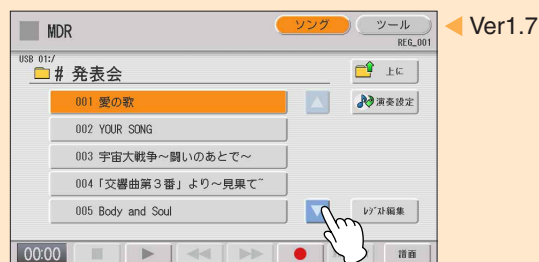 MDR
ソング
ツール
Ver1.7
REG_001
USB 01:/
# 発表会
上に
001 愛の歌
演奏設定
002 YOUR SONG
003 宇宙大戦争～闘いのあとで～
004「交響曲第3番」より～見果て~
005 Body and Soul
ﾚｼﾞｽﾄ編集
00:00
譜面